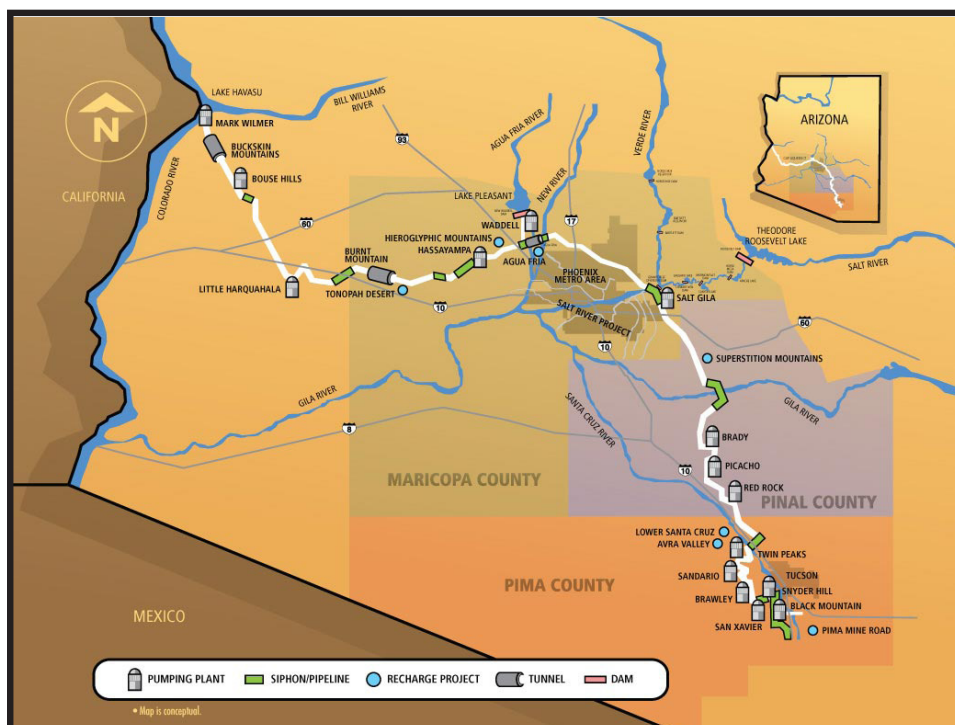 LAKE HAVASU
BILL WILLIAMS
RIVER
MARK WILMER
N
BUCKSKIN
MOUNTAINS
BOUSE HILLS
COLORADO RIVER
CALIFORNIA
93
AGUA FRIA RIVER
NEW RIVER
VERDE RIVER
ARIZONA
60
LAKE PLEASANT
WADDELL
17
THEODORE
ROOSEVELT LAKE
HIEROGLYPHIC MOUNTAINS
HASSAYAMPA
AGUA FRIA
SALT RIVER
BURNT
MOUNTAIN
PHOENIX
METRO AREA
LITTLE HARQUAHALA
TONOPAH DESERT
10
SALT GILA
SALT RIVER PROJECT
60
10
SUPERSTITION MOUNTAINS
GILA RIVER
GILA RIVER
SANTA CRUZ RIVER
8
BRADY
10
PICACHO
MARICOPA COUNTY
RED ROCK
PINAL COUNTY
LOWER SANTA CRUZ
AVRA VALLEY
TWIN PEAKS
SANDARIO
TUCSON
PIMA COUNTY
SNYDER HILL
BRAWLEY
BLACK MOUNTAIN
MEXICO
SAN XAVIER
PIMA MINE ROAD
PUMPING PLANT
SIPHON/PIPELINE
RECHARGE PROJECT
TUNNEL
DAM
• Map is conceptual.